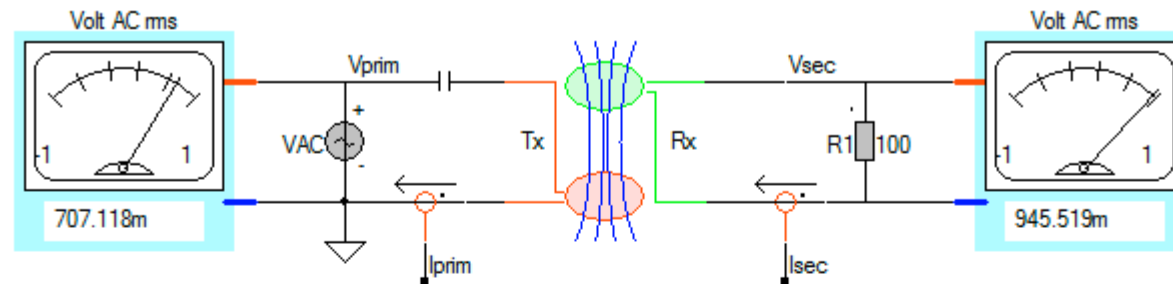 Volt AC rms
-1
1
707.118m
Vprim
+
VAC
-
Iprim
Tx
Rx
Vsec
R1
100
Isec
Volt AC rms
-1
1
945.519m